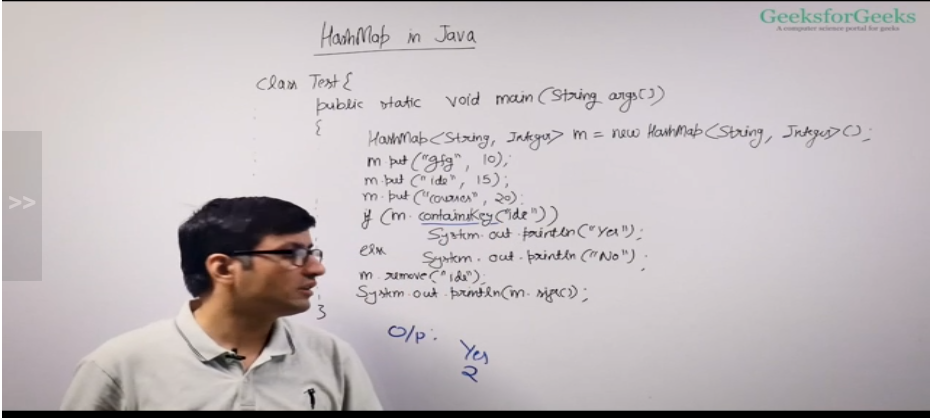 GeeksforGeeks
A computer science portal for geeks
HashMap in Java
class Test {
public static void main (String args[])
{
HashMap<String, Integer> m = new HashMap<String, Integer>();
m.put("gfg", 10);
m.put("ide", 15);
m.put("courses", 20);
if (m.containsKey("ide"))
System.out.println("Yes");
else
System.out.println("No");
m.remove("ide");
System.out.println(m.size());
}
O/p:
Yes
2
>>